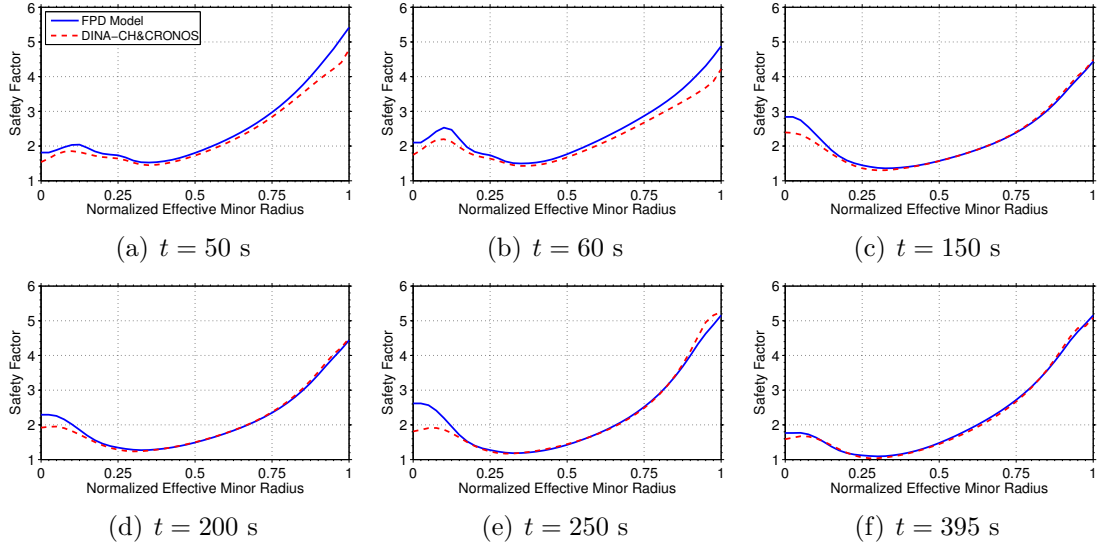 FPD Model
DINA-CH&CRONOS
Safety Factor
6
5
4
3
2
1
0 0.25 0.5 0.75 1
Normalized Effective Minor Radius
(a) t = 50 s
Safety Factor
6
5
4
3
2
1
0 0.25 0.5 0.75 1
Normalized Effective Minor Radius
(b) t = 60 s
Safety Factor
6
5
4
3
2
1
0 0.25 0.5 0.75 1
Normalized Effective Minor Radius
(c) t = 150 s
Safety Factor
6
5
4
3
2
1
0 0.25 0.5 0.75 1
Normalized Effective Minor Radius
(d) t = 200 s
Safety Factor
6
5
4
3
2
1
0 0.25 0.5 0.75 1
Normalized Effective Minor Radius
(e) t = 250 s
Safety Factor
6
5
4
3
2
1
0 0.25 0.5 0.75 1
Normalized Effective Minor Radius
(f) t = 395 s